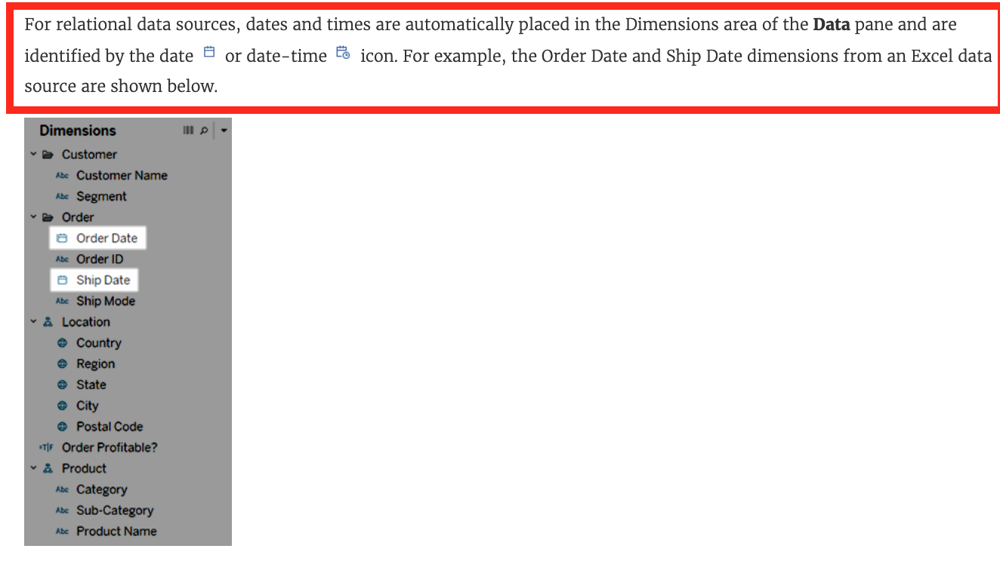 For relational data sources, dates and times are automatically placed in the Dimensions area of the Data pane and are
identified by the date or date-time icon. For example, the Order Date and Ship Date dimensions from an Excel data
source are shown below.
Dimensions
Customer
Abc Customer Name
Abc Segment
Order
Order Date
Abc Order ID
Ship Date
Abc Ship Mode
Location
Country
Region
State
City
Postal Code
=T|F Order Profitable?
Product
Abc Category
Abc Sub-Category
Abc Product Name